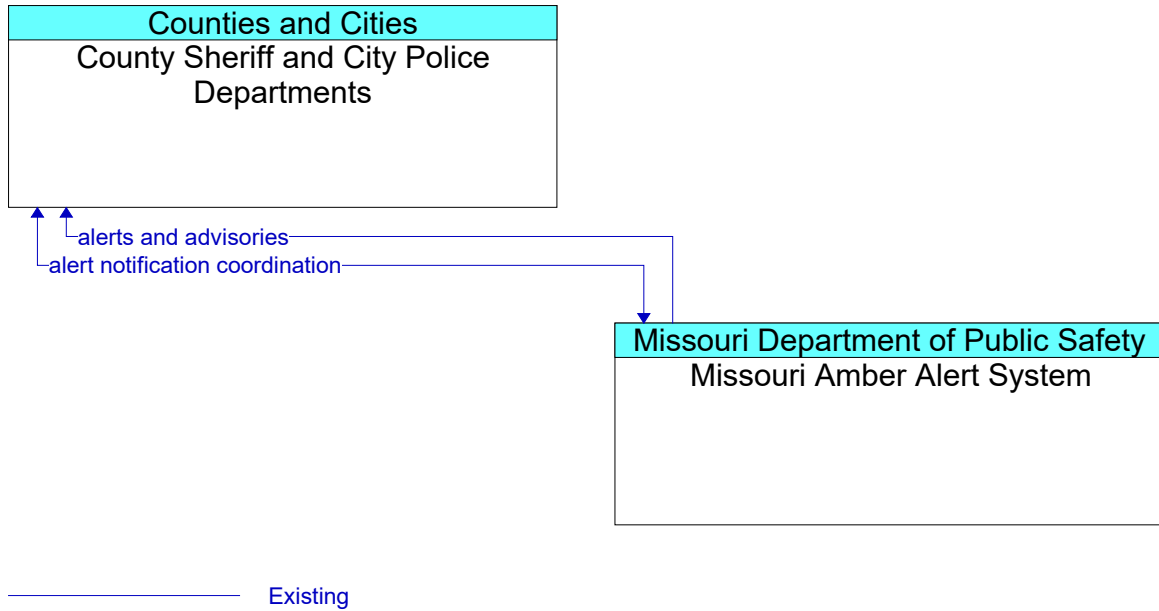 Counties and Cities
County Sheriff and City Police
Departments
alerts and advisories
alert notification coordination
Missouri Department of Public Safety
Missouri Amber Alert System
Existing